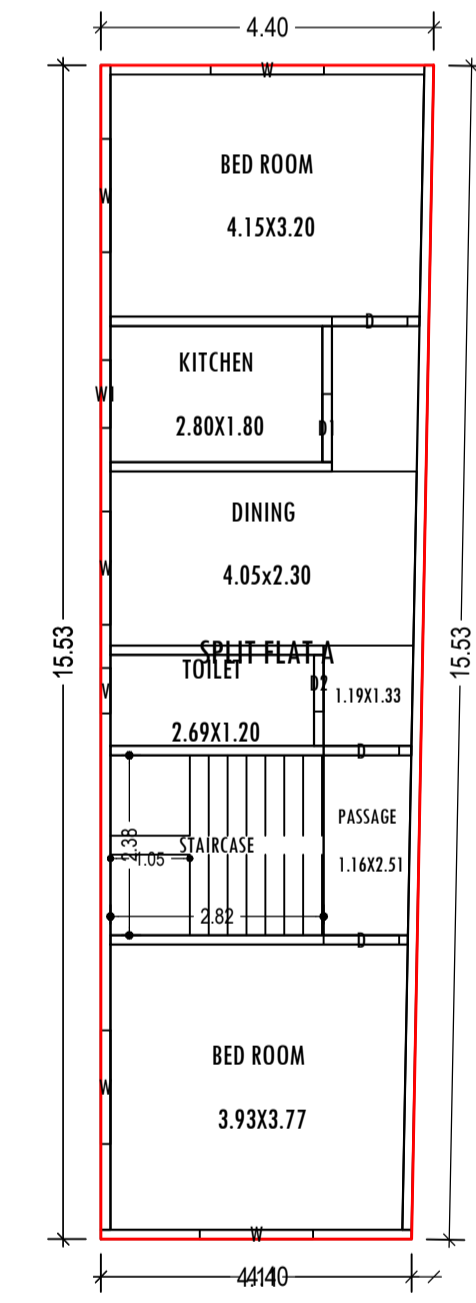 4.40
W
BED ROOM
W
4.15X3.20
D
KITCHEN
W1
2.80X1.80
D1
DINING
W
4.05x2.30
15.53
15.53
SPLIT FLAT A
TOILET
D2
V
1.19X1.33
2.69X1.20
D
PASSAGE
2.38
STAIRCASE
1.05
1.16X2.51
2.82
D
BED ROOM
W
3.93X3.77
W